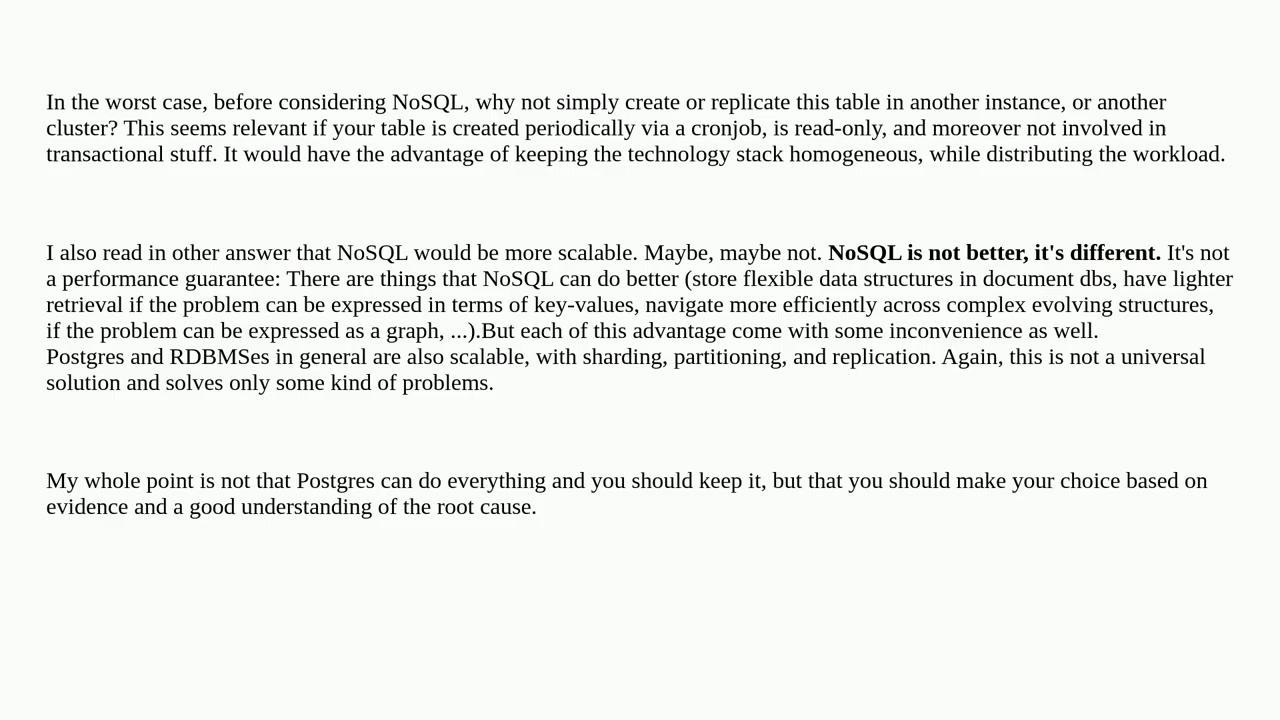 In the worst case, before considering NoSQL, why not simply create or replicate this table in another instance, or another
cluster? This seems relevant if your table is created periodically via a cronjob, is read-only, and moreover not involved in
transactional stuff. It would have the advantage of keeping the technology stack homogeneous, while distributing the workload.
I also read in other answer that NoSQL would be more scalable. Maybe, maybe not. NoSQL is not better, it's different. It's not
a performance guarantee: There are things that NoSQL can do better (store flexible data structures in document dbs, have lighter
retrieval if the problem can be expressed in terms of key-values, navigate more efficiently across complex evolving structures,
if the problem can be expressed as a graph, ...).But each of this advantage come with some inconvenience as well.
Postgres and RDBMSes in general are also scalable, with sharding, partitioning, and replication. Again, this is not a universal
solution and solves only some kind of problems.
My whole point is not that Postgres can do everything and you should keep it, but that you should make your choice based on
evidence and a good understanding of the root cause.